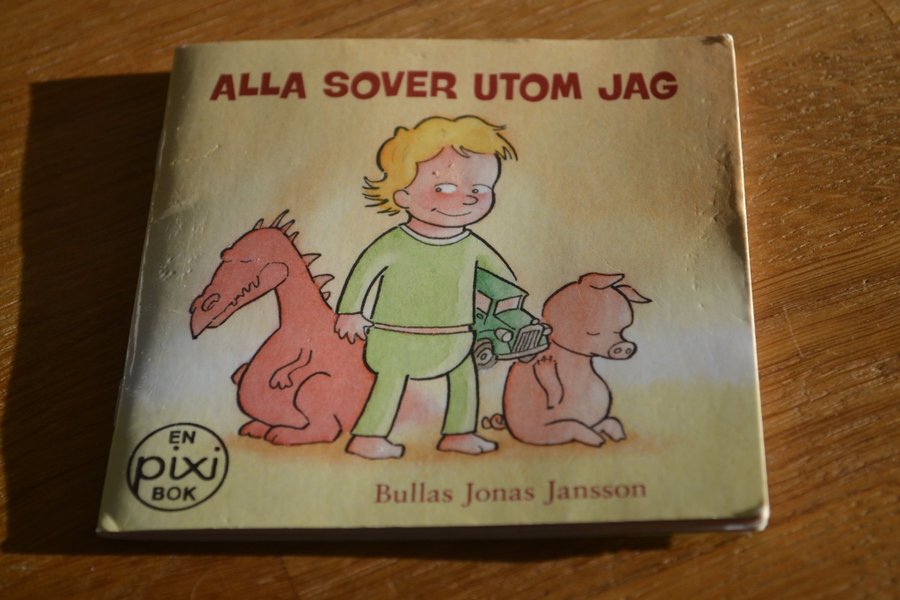 ALLA SOVER UTOM JAG
EN
pixi
BOK
Bullas Jonas Jansson